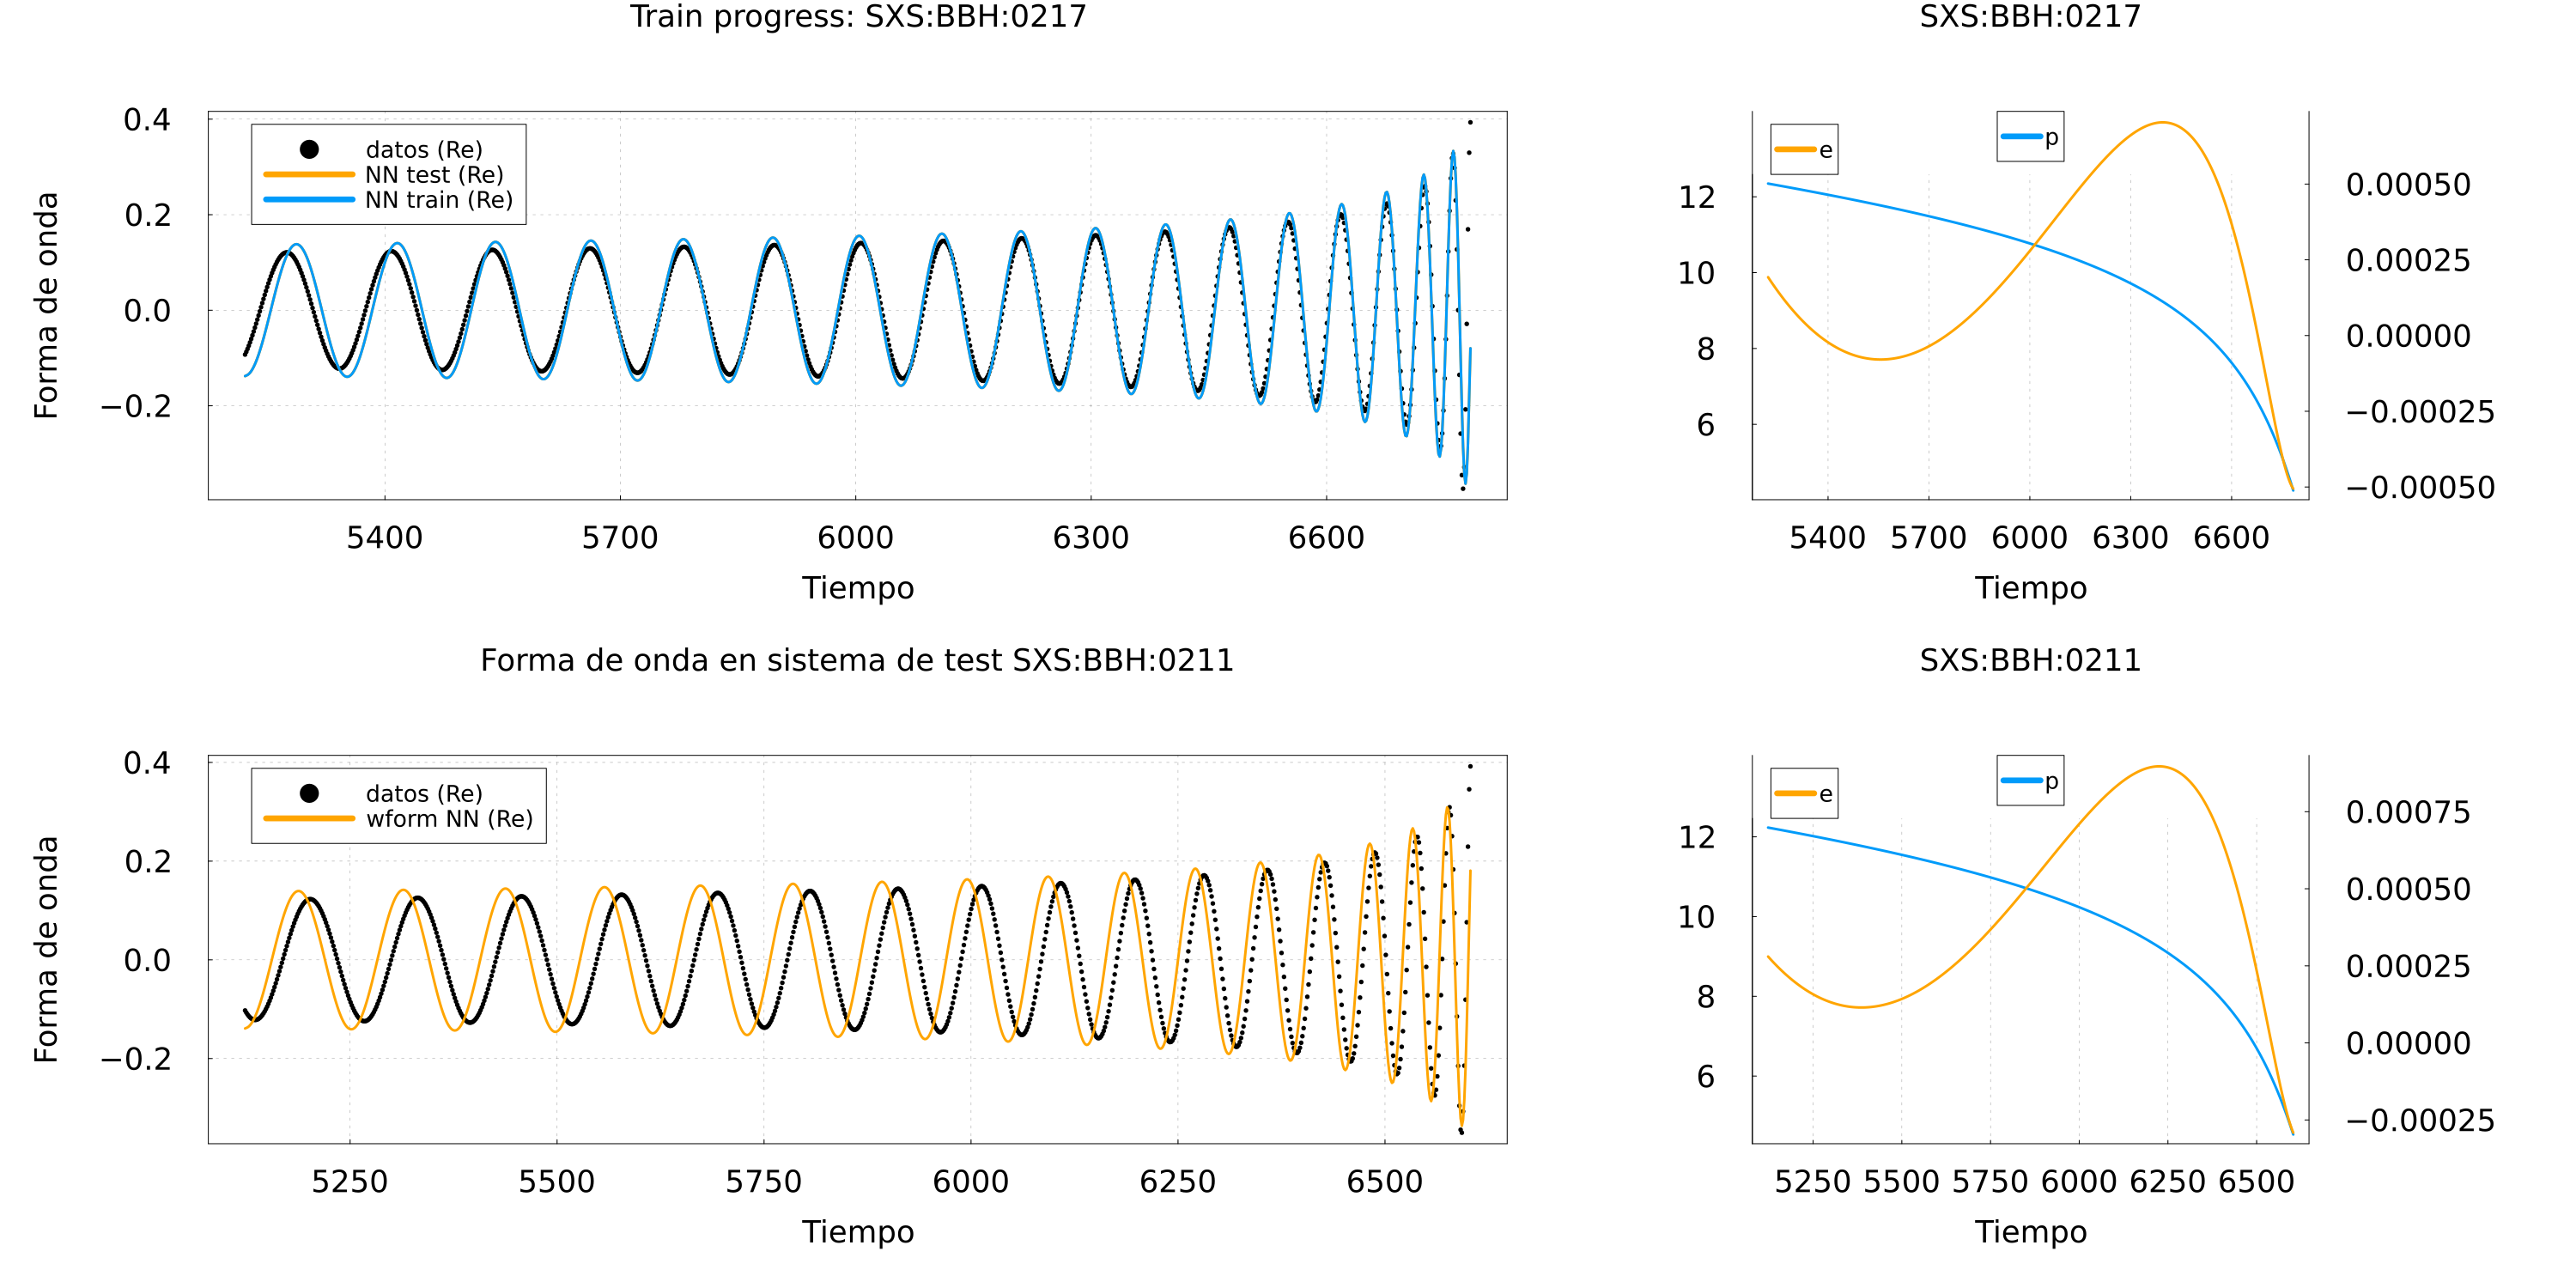 Train progress: SXS:BBH:0217
0.4
0.2
0.0
−0.2
Forma de onda
datos (Re)
NN test (Re)
NN train (Re)
5400 5700 6000 6300 6600
Tiempo
SXS:BBH:0217
e
p
12
10
8
6
0.00050
0.00025
0.00000
−0.00025
−0.00050
5400 5700 6000 6300 6600
Tiempo
Forma de onda en sistema de test SXS:BBH:0211
0.4
0.2
0.0
−0.2
Forma de onda
datos (Re)
wform NN (Re)
5250 5500 5750 6000 6250 6500
Tiempo
SXS:BBH:0211
e
p
12
10
8
6
0.00075
0.00050
0.00025
0.00000
−0.00025
5250 5500 5750 6000 6250 6500
Tiempo